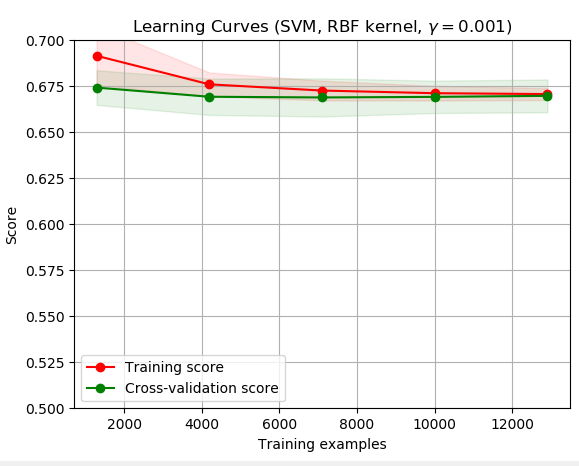 Learning Curves (SVM, RBF kernel, γ = 0.001)
0.700
0.675
0.650
0.625
0.600
0.575
0.550
0.525
0.500
Score
Training score
Cross-validation score
2000 4000 6000 8000 10000 12000
Training examples